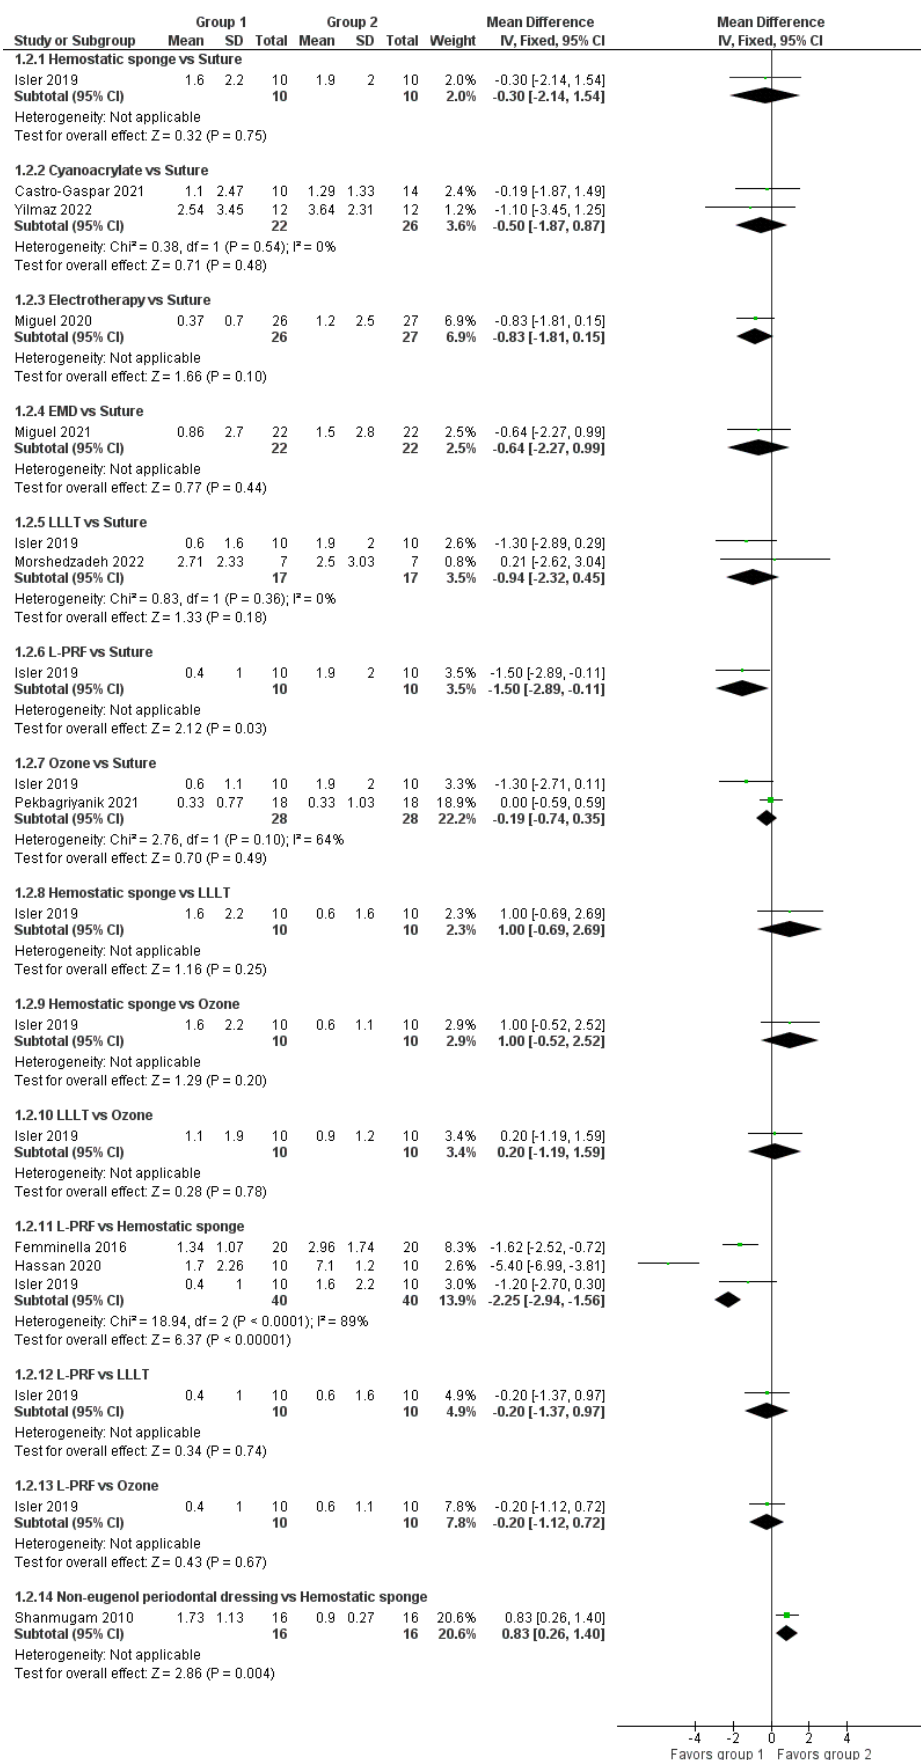 Group 1 Group 2 Mean Difference Mean Difference
Study or Subgroup Mean SD Total Mean SD Total Weight IV, Fixed, 95% CI IV, Fixed, 95% CI
1.2.1 Hemostatic sponge vs Suture
Isler 2019 1.6 2.2 10 1.9 2 10 2.0% -0.30 [-2.14, 1.54]
Subtotal (95% CI) 10 10 2.0% -0.30 [-2.14, 1.54]
Heterogeneity: Not applicable
Test for overall effect: Z = 0.32 (P = 0.75)
1.2.2 Cyanoacrylate vs Suture
Castro-Gaspar 2021 1.1 2.47 10 1.29 1.33 14 2.4% -0.19 [-1.87, 1.49]
Yilmaz 2022 2.54 3.45 12 3.64 2.31 12 1.2% -1.10 [-3.45, 1.25]
Subtotal (95% CI) 22 26 3.6% -0.50 [-1.87, 0.87]
Heterogeneity: Chi² = 0.38, df = 1 (P = 0.54); I² = 0%
Test for overall effect: Z = 0.71 (P = 0.48)
1.2.3 Electrotherapy vs Suture
Miguel 2020 0.37 0.7 26 1.2 2.5 27 6.9% -0.83 [-1.81, 0.15]
Subtotal (95% CI) 26 27 6.9% -0.83 [-1.81, 0.15]
Heterogeneity: Not applicable
Test for overall effect: Z = 1.66 (P = 0.10)
1.2.4 EMD vs Suture
Miguel 2021 0.86 2.7 22 1.5 2.8 22 2.5% -0.64 [-2.27, 0.99]
Subtotal (95% CI) 22 22 2.5% -0.64 [-2.27, 0.99]
Heterogeneity: Not applicable
Test for overall effect: Z = 0.77 (P = 0.44)
1.2.5 LLLT vs Suture
Isler 2019 0.6 1.6 10 1.9 2 10 2.6% -1.30 [-2.89, 0.29]
Morshedzadeh 2022 2.71 2.33 7 2.5 3.03 7 0.8% 0.21 [-2.62, 3.04]
Subtotal (95% CI) 17 17 3.5% -0.94 [-2.32, 0.45]
Heterogeneity: Chi² = 0.83, df = 1 (P = 0.36); I² = 0%
Test for overall effect: Z = 1.33 (P = 0.18)
1.2.6 L-PRF vs Suture
Isler 2019 0.4 1 10 1.9 2 10 3.5% -1.50 [-2.89, -0.11]
Subtotal (95% CI) 10 10 3.5% -1.50 [-2.89, -0.11]
Heterogeneity: Not applicable
Test for overall effect: Z = 2.12 (P = 0.03)
1.2.7 Ozone vs Suture
Isler 2019 0.6 1.1 10 1.9 2 10 3.3% -1.30 [-2.71, 0.11]
Pekbagriyanik 2021 0.33 0.77 18 0.33 1.03 18 18.9% 0.00 [-0.59, 0.59]
Subtotal (95% CI) 28 28 22.2% -0.19 [-0.74, 0.35]
Heterogeneity: Chi² = 2.76, df = 1 (P = 0.10); I² = 64%
Test for overall effect: Z = 0.70 (P = 0.49)
1.2.8 Hemostatic sponge vs LLLT
Isler 2019 1.6 2.2 10 0.6 1.6 10 2.3% 1.00 [-0.69, 2.69]
Subtotal (95% CI) 10 10 2.3% 1.00 [-0.69, 2.69]
Heterogeneity: Not applicable
Test for overall effect: Z = 1.16 (P = 0.25)
1.2.9 Hemostatic sponge vs Ozone
Isler 2019 1.6 2.2 10 0.6 1.1 10 2.9% 1.00 [-0.52, 2.52]
Subtotal (95% CI) 10 10 2.9% 1.00 [-0.52, 2.52]
Heterogeneity: Not applicable
Test for overall effect: Z = 1.29 (P = 0.20)
1.2.10 LLLT vs Ozone
Isler 2019 1.1 1.9 10 0.9 1.2 10 3.4% 0.20 [-1.19, 1.59]
Subtotal (95% CI) 10 10 3.4% 0.20 [-1.19, 1.59]
Heterogeneity: Not applicable
Test for overall effect: Z = 0.28 (P = 0.78)
1.2.11 L-PRF vs Hemostatic sponge
Femminella 2016 1.34 1.07 20 2.96 1.74 20 8.3% -1.62 [-2.52, -0.72]
Hassan 2020 1.7 2.26 10 7.1 1.2 10 2.6% -5.40 [-6.99, -3.81]
Isler 2019 0.4 1 10 1.6 2.2 10 3.0% -1.20 [-2.70, 0.30]
Subtotal (95% CI) 40 40 13.9% -2.25 [-2.94, -1.56]
Heterogeneity: Chi² = 18.94, df = 2 (P < 0.0001); I² = 89%
Test for overall effect: Z = 6.37 (P < 0.00001)
1.2.12 L-PRF vs LLLT
Isler 2019 0.4 1 10 0.6 1.6 10 4.9% -0.20 [-1.37, 0.97]
Subtotal (95% CI) 10 10 4.9% -0.20 [-1.37, 0.97]
Heterogeneity: Not applicable
Test for overall effect: Z = 0.34 (P = 0.74)
1.2.13 L-PRF vs Ozone
Isler 2019 0.4 1 10 0.6 1.1 10 7.8% -0.20 [-1.12, 0.72]
Subtotal (95% CI) 10 10 7.8% -0.20 [-1.12, 0.72]
Heterogeneity: Not applicable
Test for overall effect: Z = 0.43 (P = 0.67)
1.2.14 Non-eugenol periodontal dressing vs Hemostatic sponge
Shanmugam 2010 1.73 1.13 16 0.9 0.27 16 20.6% 0.83 [0.26, 1.40]
Subtotal (95% CI) 16 16 20.6% 0.83 [0.26, 1.40]
Heterogeneity: Not applicable
Test for overall effect: Z = 2.86 (P = 0.004)
-4 -2 0 2 4
Favors group 1 Favors group 2